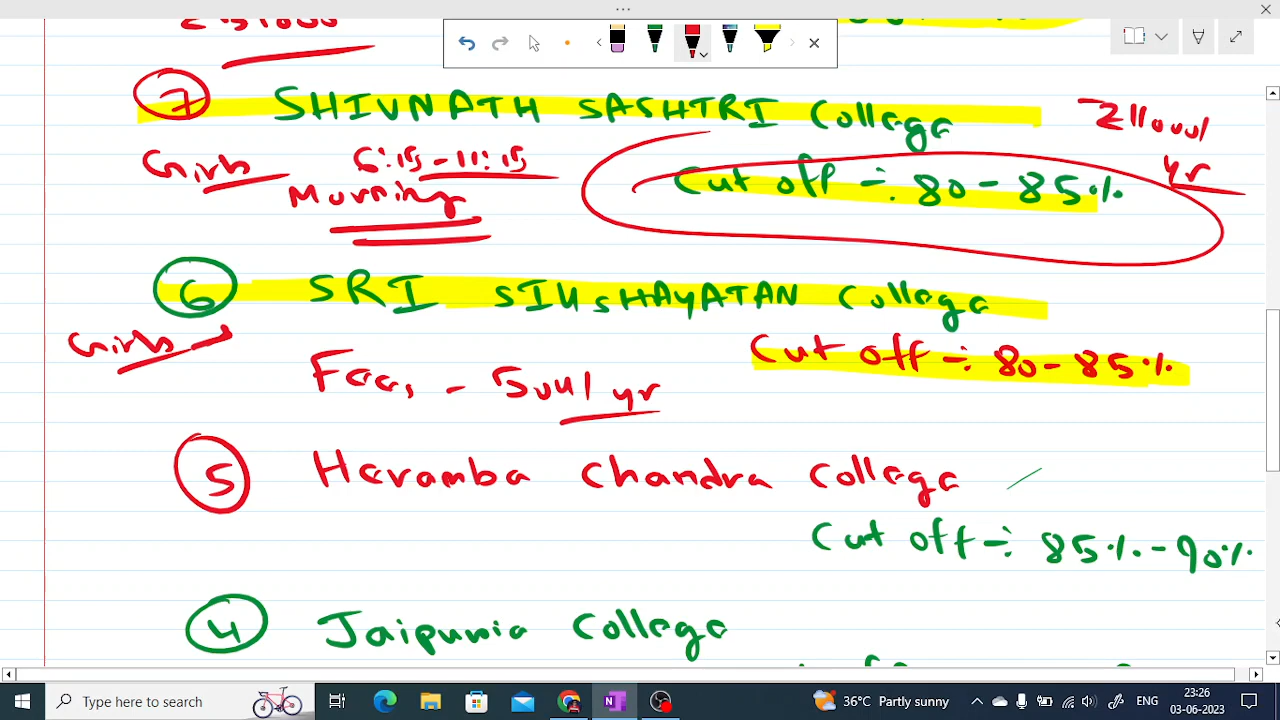 7 SHIVNATH SASHTRI College
21000/
yr
Girls 6:15-11:15
Morning
Cut off ÷ 80-85%
6 SRI SIKSHAYATAN College
Girls
Cut off ÷ 80-85%
Fees - 504/ yr
5 Heramba Chandra College
Cut off ÷ 85%-90%
4 Jaipuria College
Type here to search
36°C Partly sunny
ENG
23:26
03-06-2023